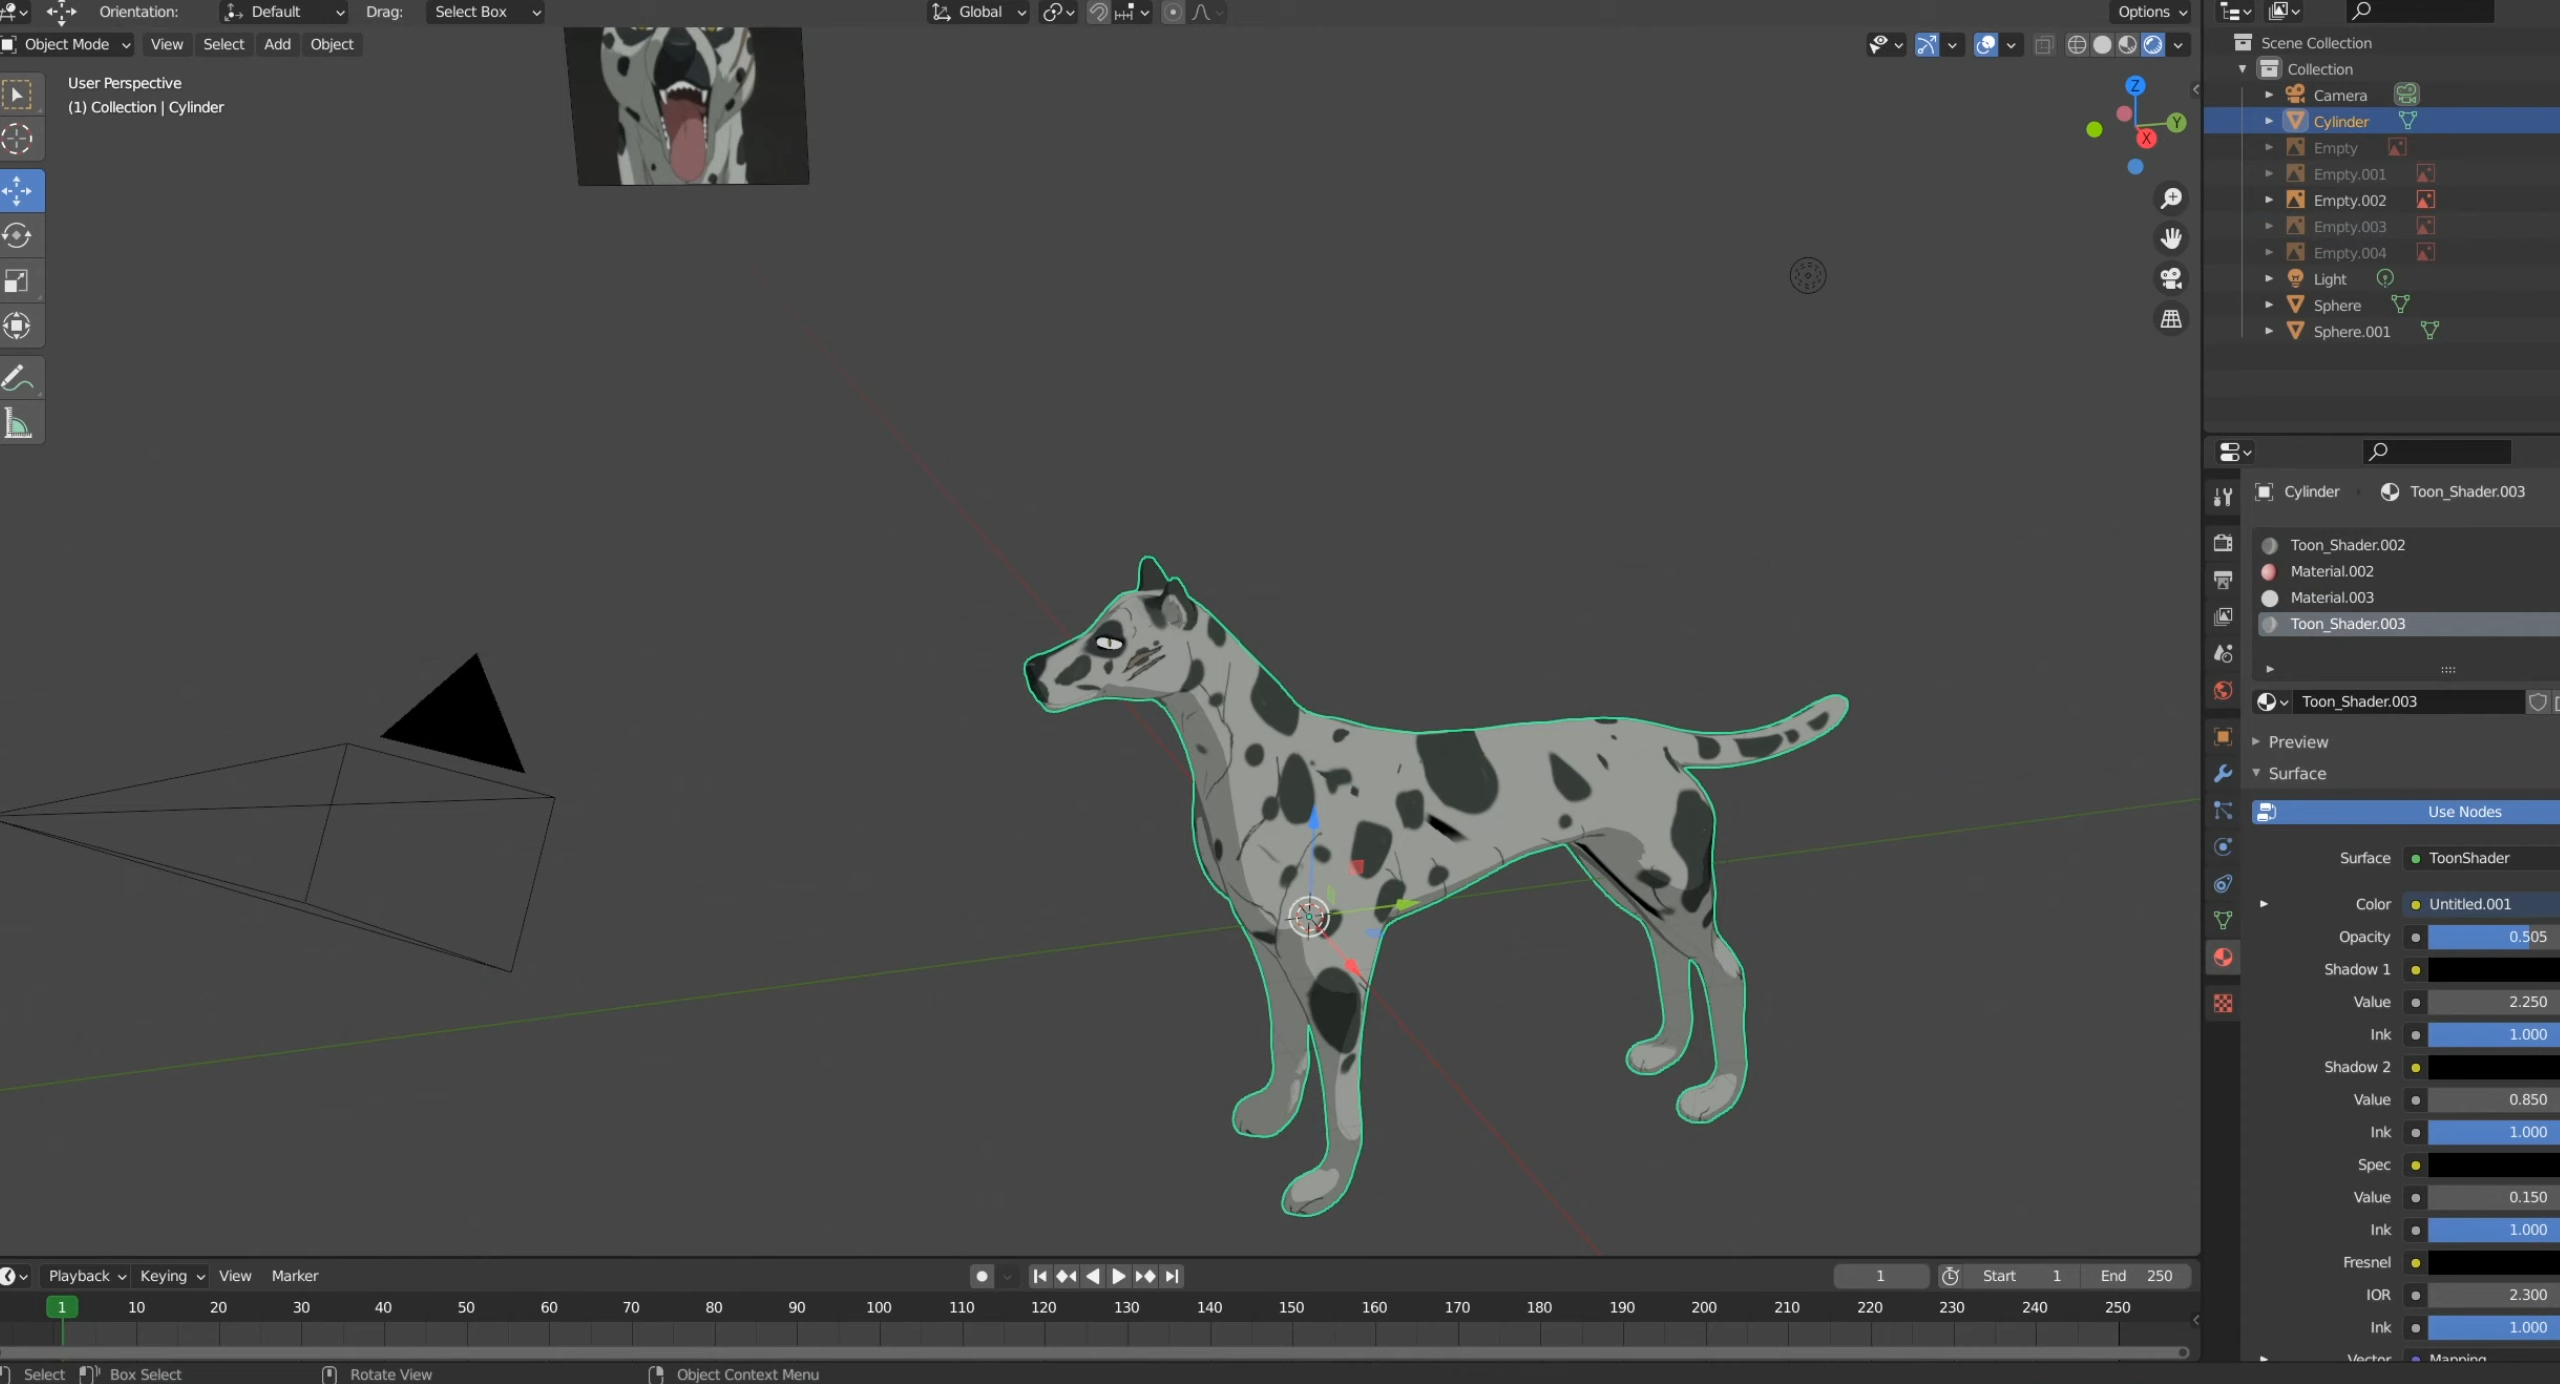 Orientation: Default Drag: Select Box Global Options
Object Mode View Select Add Object
User Perspective
(1) Collection | Cylinder
Z
Y
X
Scene Collection
Collection
Camera
Cylinder
Empty
Empty.001
Empty.002
Empty.003
Empty.004
Light
Sphere
Sphere.001
Cylinder Toon_Shader.003
Toon_Shader.002
Material.002
Material.003
Toon_Shader.003
Toon_Shader.003
Preview
Surface
Use Nodes
Surface ToonShader
Color Untitled.001
Opacity 0.505
Shadow 1
Value 2.250
Ink 1.000
Shadow 2
Value 0.850
Ink 1.000
Spec
Value 0.150
Ink 1.000
Fresnel
IOR 2.300
Ink 1.000
Vector Mapping
Playback Keying View Marker 1 Start 1 End 250
1 10 20 30 40 50 60 70 80 90 100 110 120 130 140 150 160 170 180 190 200 210 220 230 240 250
Select Box Select Rotate View Object Context Menu